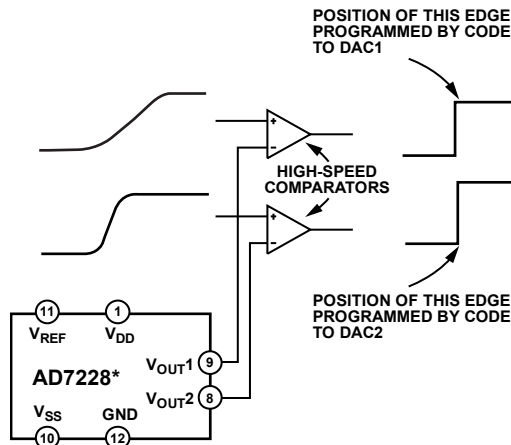 POSITION OF THIS EDGE
PROGRAMMED BY CODE
TO DAC1
+
–
HIGH-SPEED
COMPARATORS
+
–
POSITION OF THIS EDGE
PROGRAMMED BY CODE
TO DAC2
11
1
VREF
VDD
VOUT1
9
AD7228*
VOUT2
8
VSS
GND
10
12